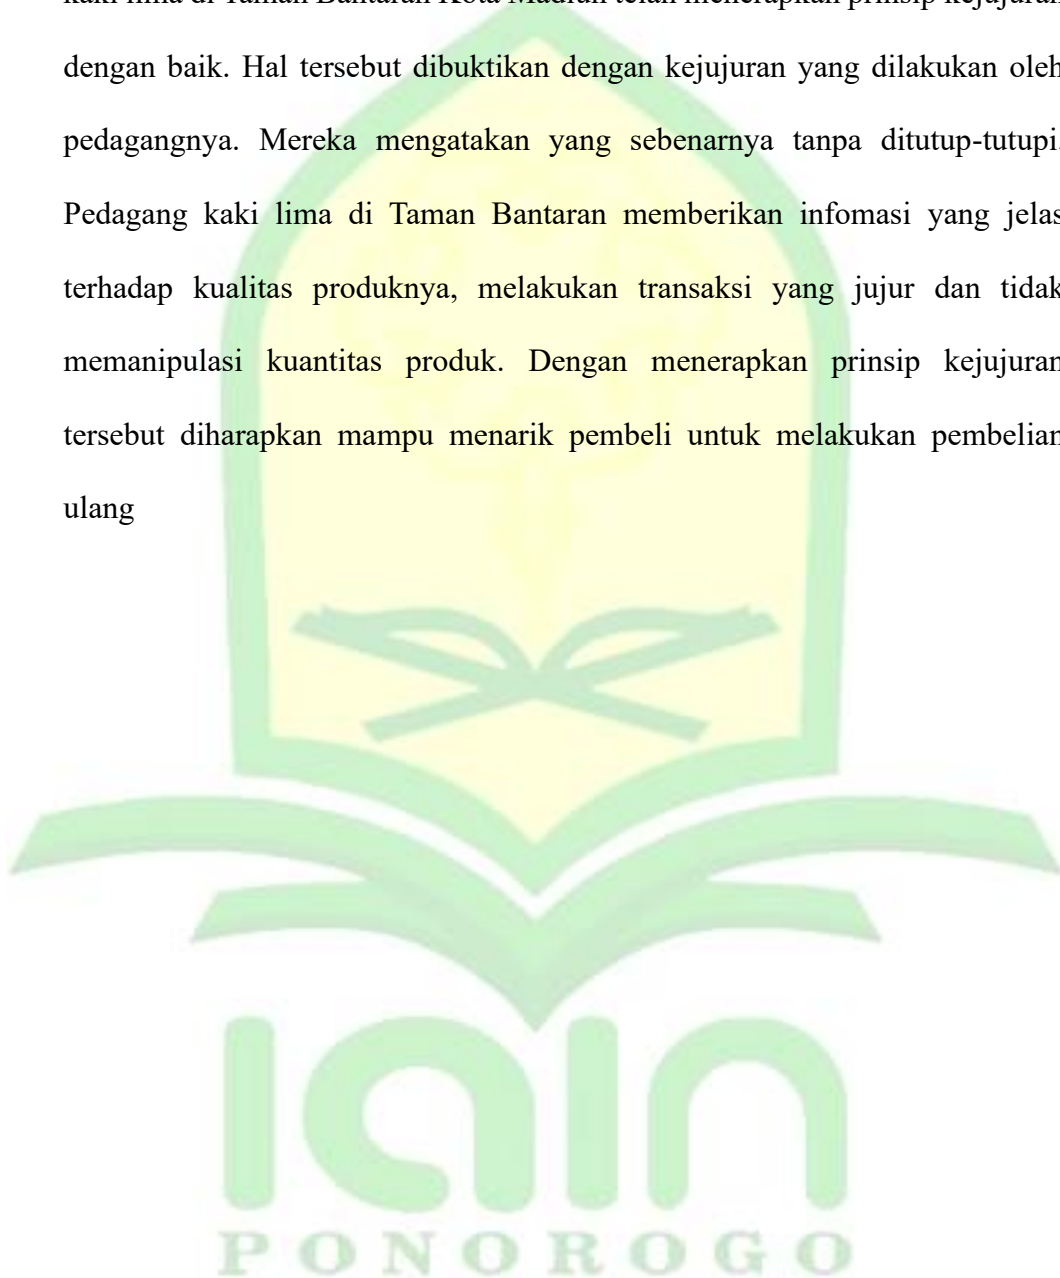 kaki lima di Taman Bantaran Kota Madiun telah menerapkan prinsip kejujuran
dengan baik. Hal tersebut dibuktikan dengan kejujuran yang dilakukan oleh
pedagangnya. Mereka mengatakan yang sebenarnya tanpa ditutup-tutupi.
Pedagang kaki lima di Taman Bantaran memberikan infomasi yang jelas
terhadap kualitas produknya, melakukan transaksi yang jujur dan tidak
memanipulasi kuantitas produk. Dengan menerapkan prinsip kejujuran
tersebut diharapkan mampu menarik pembeli untuk melakukan pembelian
ulang
iain
PONOROGO